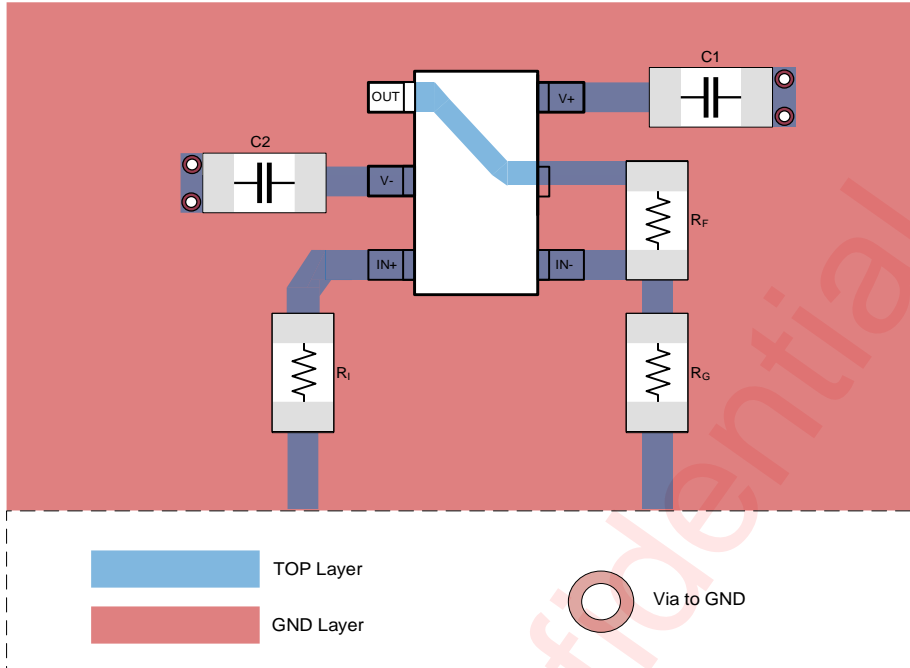 C1
OUT
V+
C2
V-
RF
IN+
IN-
RI
RG
TOP Layer
Via to GND
GND Layer
fidential